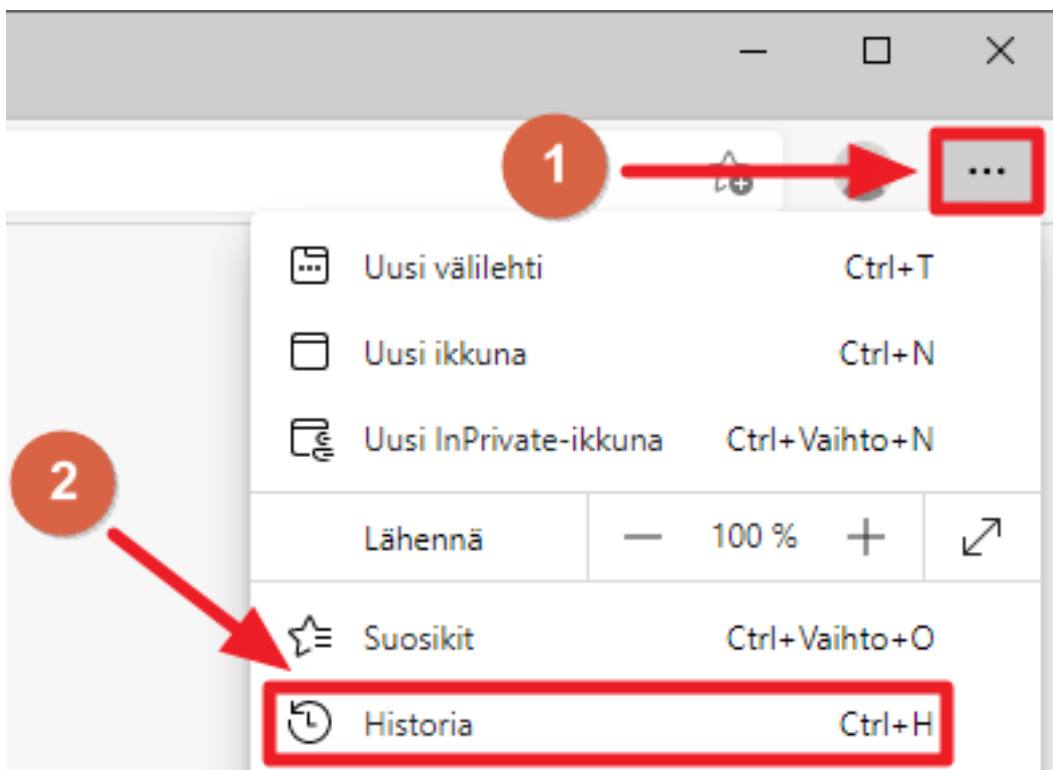 1
...
Uusi välilehti Ctrl+T
Uusi ikkuna Ctrl+N
Uusi InPrivate-ikkuna Ctrl+Vaihto+N
2
Lähennä — 100 % +
Suosikit Ctrl+Vaihto+O
Historia Ctrl+H